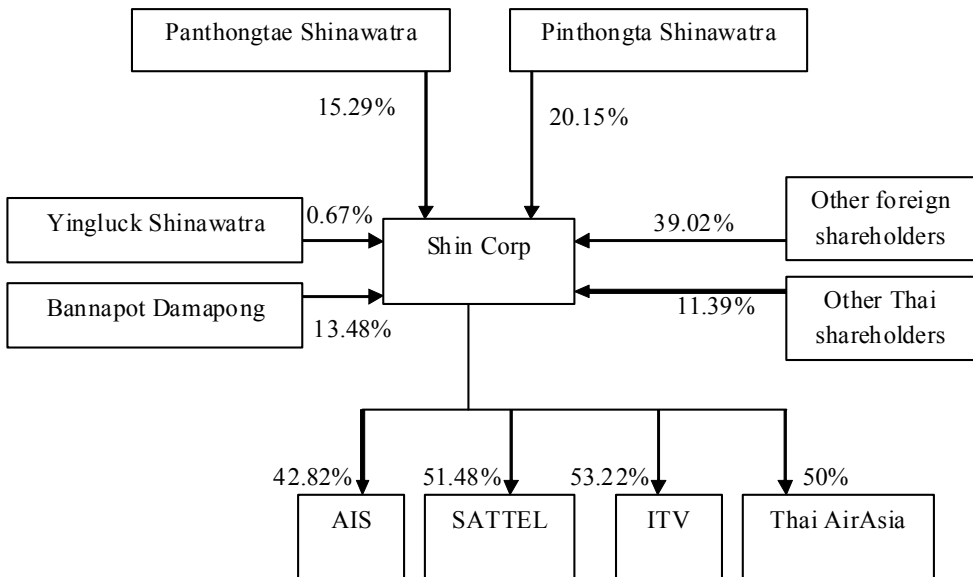 Panthongtae Shinawatra
Pinthongta Shinawatra
15.29%
20.15%
Yingluck Shinawatra
0.67%
Shin Corp
39.02%
Other foreign
shareholders
Bannapot Damapong
13.48%
11.39%
Other Thai
shareholders
42.82%
51.48%
53.22%
50%
AIS
SATTEL
ITV
Thai AirAsia